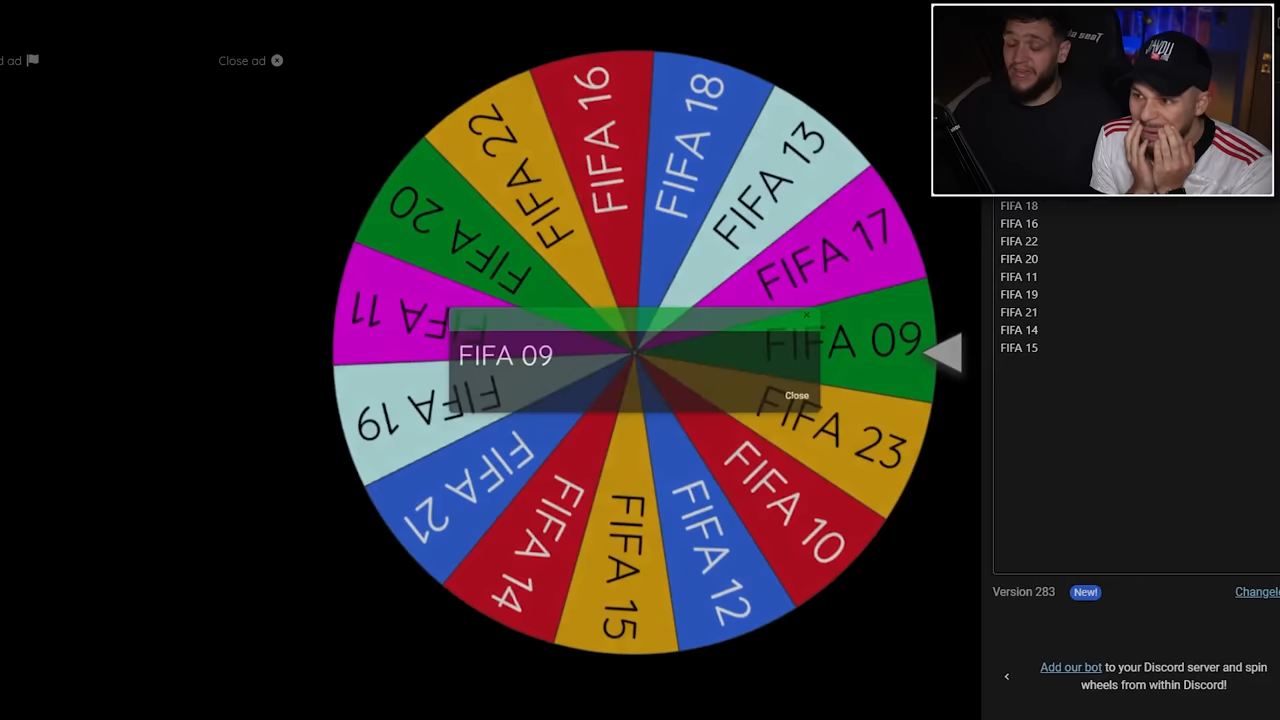 d ad
Close ad
FIFA 16
FIFA 18
FIFA 13
FIFA 17
FIFA 09
FIFA 23
FIFA 10
FIFA 12
FIFA 15
FIFA 14
FIFA 21
FIFA 19
FIFA 11
FIFA 20
FIFA 22
FIFA 09
Close
FIFA 18
FIFA 16
FIFA 22
FIFA 20
FIFA 11
FIFA 19
FIFA 21
FIFA 14
FIFA 15
Version 283
New!
Changel
Add our bot to your Discord server and spin
wheels from within Discord!